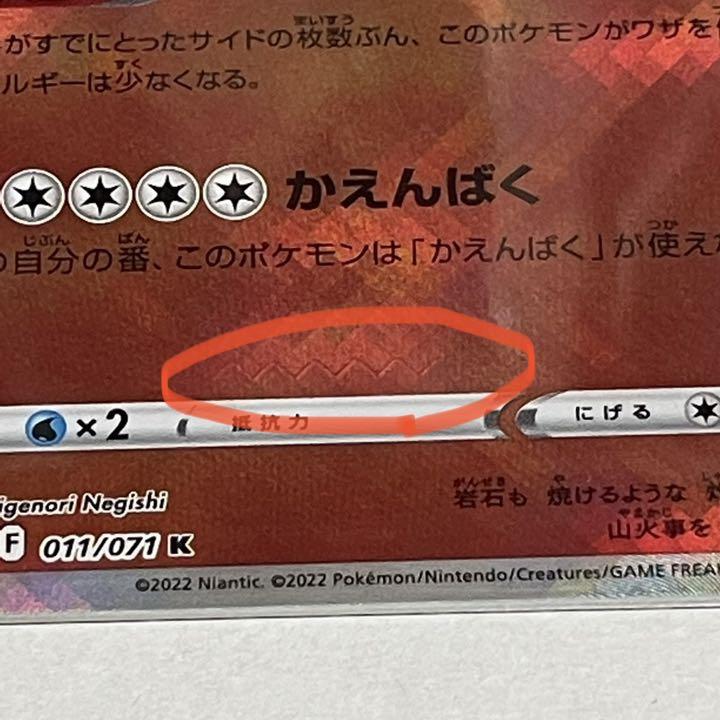 がすでにとったサイドの枚数ぶん、このポケモンがワザを
ルギーは少なくなる。
かえんばく
の自分の番、このポケモンは「かえんばく」が使え
×2 抵抗力 にげる
igenori Negishi
岩石も 焼けるような
F 011/071 K
山火事を
©2022 Niantic. ©2022 Pokémon/Nintendo/Creatures/GAME FREA